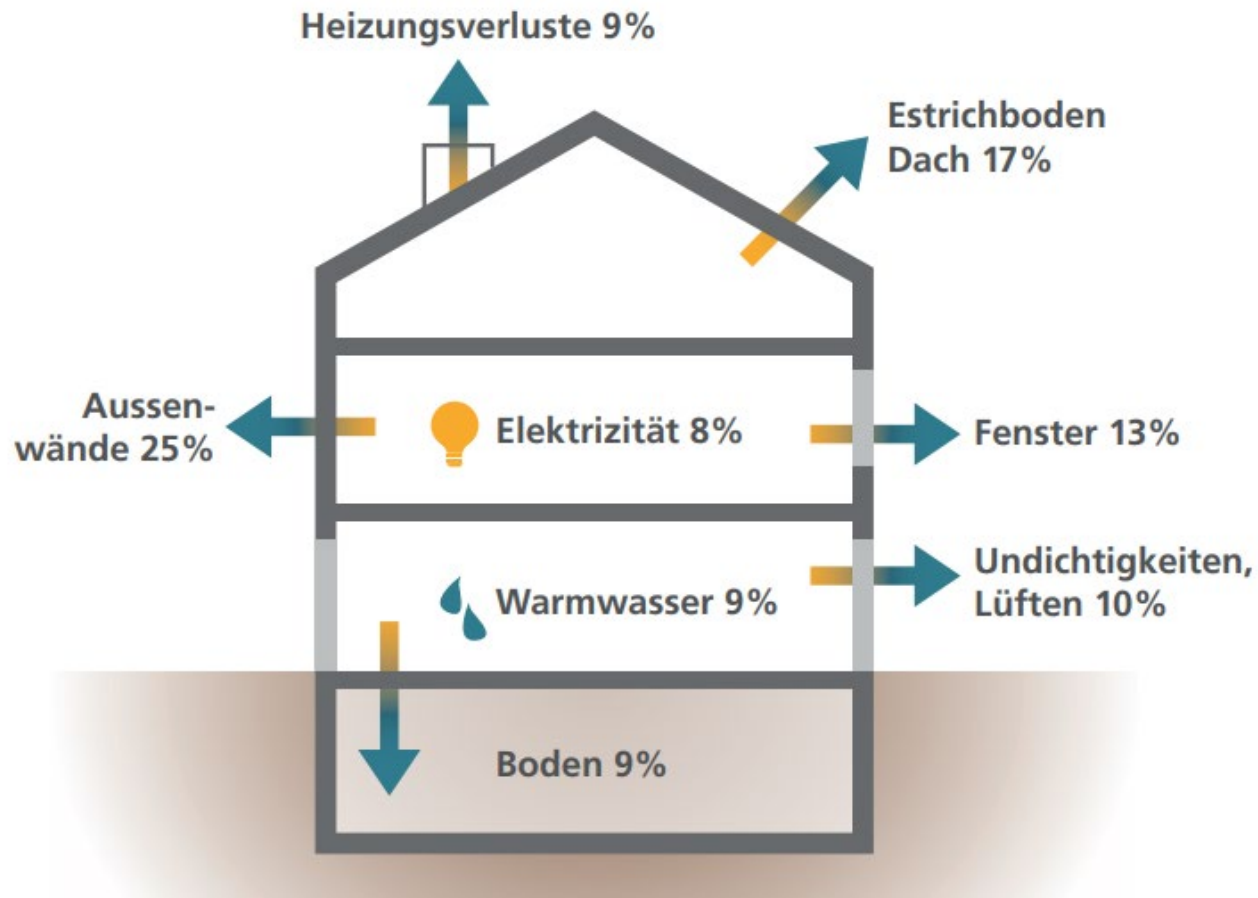 Heizungsverluste 9%
Estrichboden
Dach 17%
Aussen-
wände 25%
Elektrizität 8%
Fenster 13%
Undichtigkeiten,
Lüften 10%
Warmwasser 9%
Boden 9%